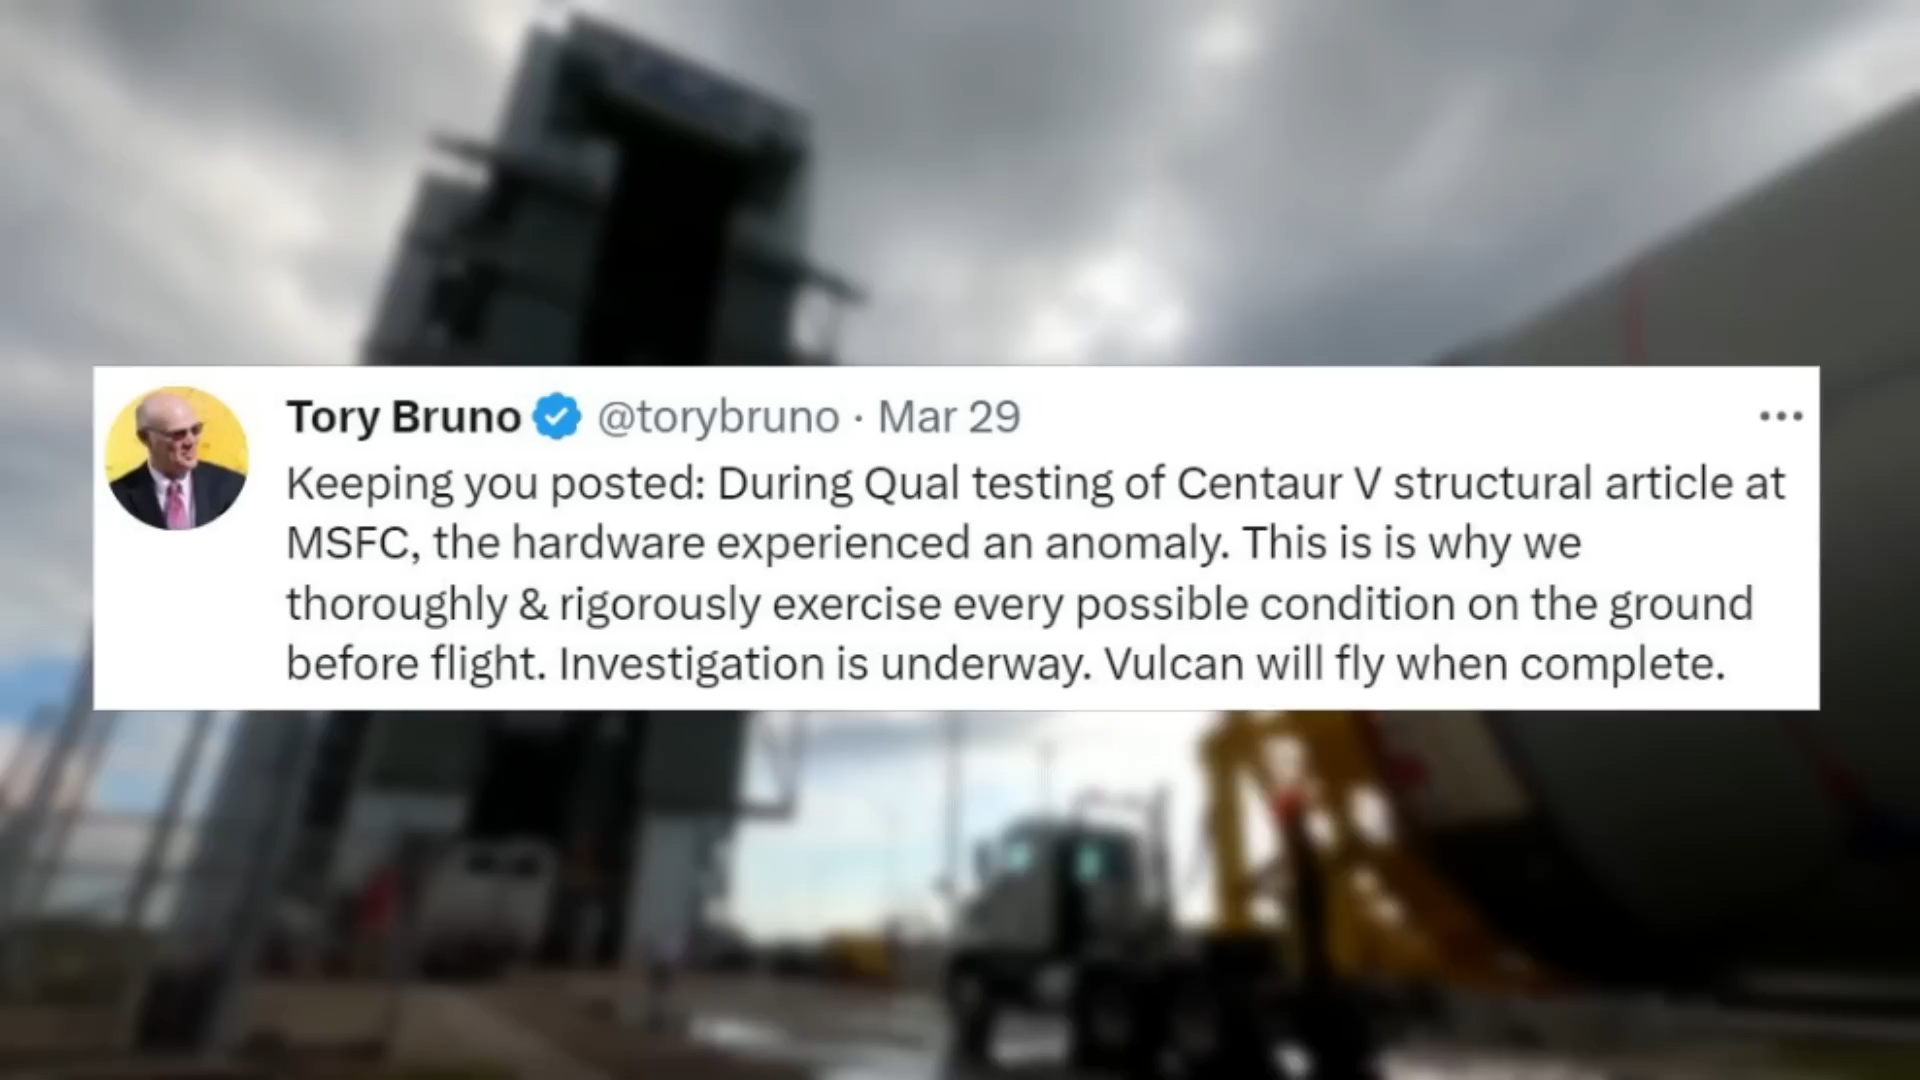 Tory Bruno @torybruno · Mar 29
Keeping you posted: During Qual testing of Centaur V structural article at
MSFC, the hardware experienced an anomaly. This is is why we
thoroughly & rigorously exercise every possible condition on the ground
before flight. Investigation is underway. Vulcan will fly when complete.